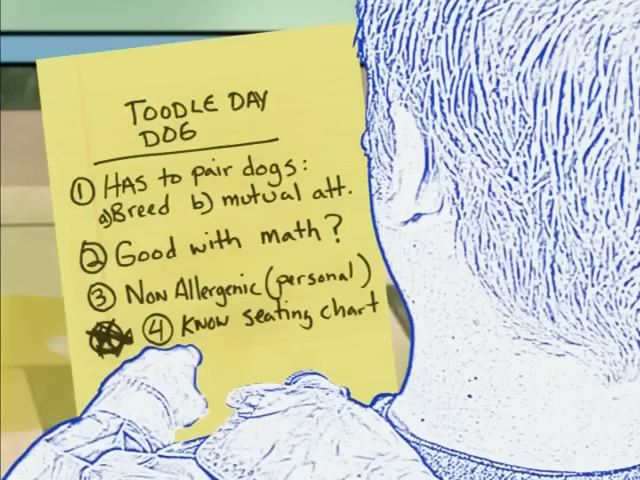 TOODLE DAY
DOG
① HAS to pair dogs:
a) Breed b) mutual att.
② Good with math?
③ Non Allergenic (personal)
④ Know seating chart